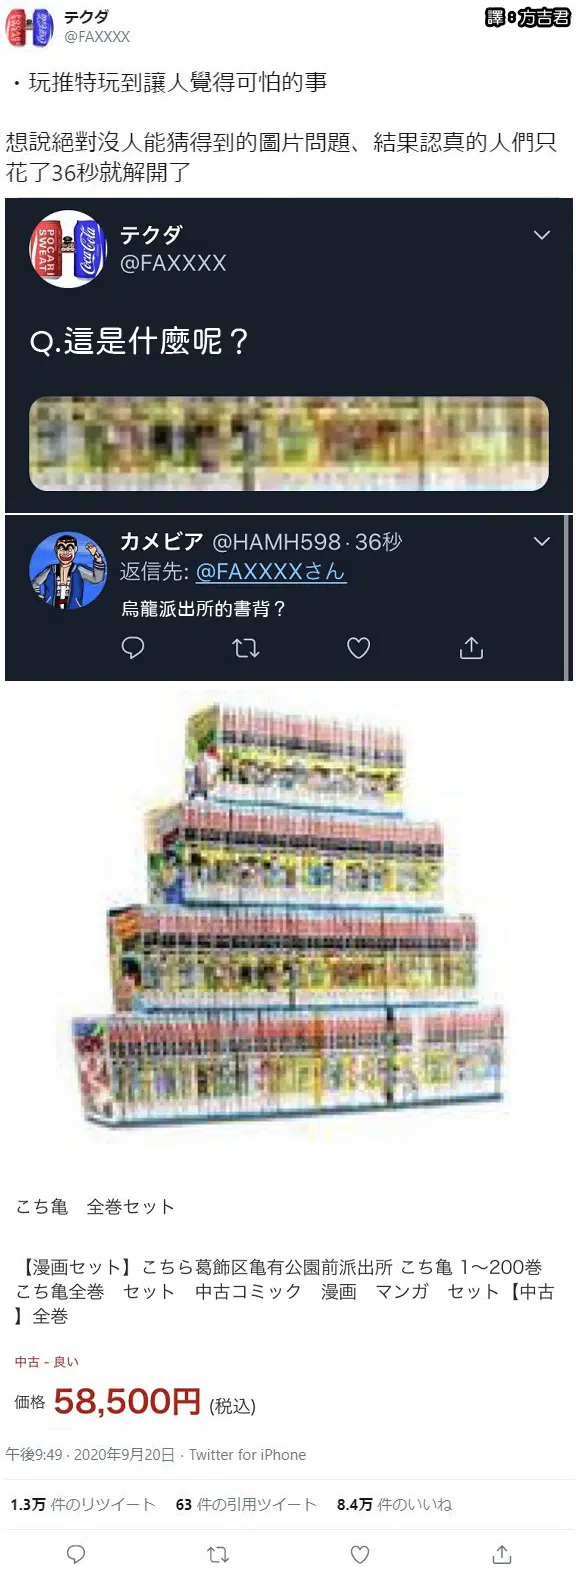 テクダ
@FAXXXX
譯8方吉君
・玩推特玩到讓人覺得可怕的事
想說絕對沒人能猜得到的圖片問題、結果認真的人們只
花了36秒就解開了
POCARI
SWEAT
Coca-Cola
テクダ
@FAXXXX
Q.這是什麼呢？
カメビア @HAMH598·36秒
返信先: @FAXXXXさん
烏龍派出所的書背？
こち亀　全巻セット
【漫画セット】こちら葛飾区亀有公園前派出所 こち亀 1〜200巻
こち亀全巻　セット　中古コミック　漫画　マンガ　セット【中古
】全巻
中古 - 良い
価格 58,500円 (税込)
午後9:49 · 2020年9月20日 · Twitter for iPhone
1.3万 件のリツイート 63 件の引用ツイート 8.4万 件のいいね